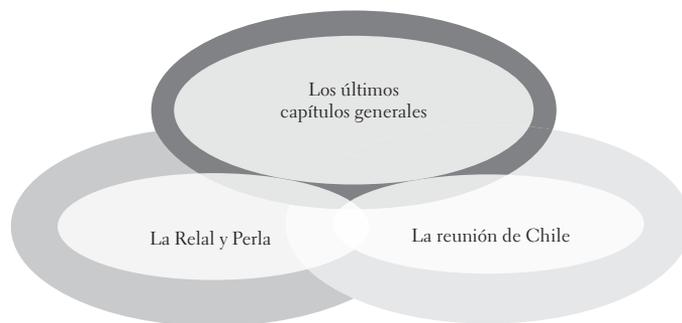 Los últimos
capítulos generales
La Relal y Perla
La reunión de Chile